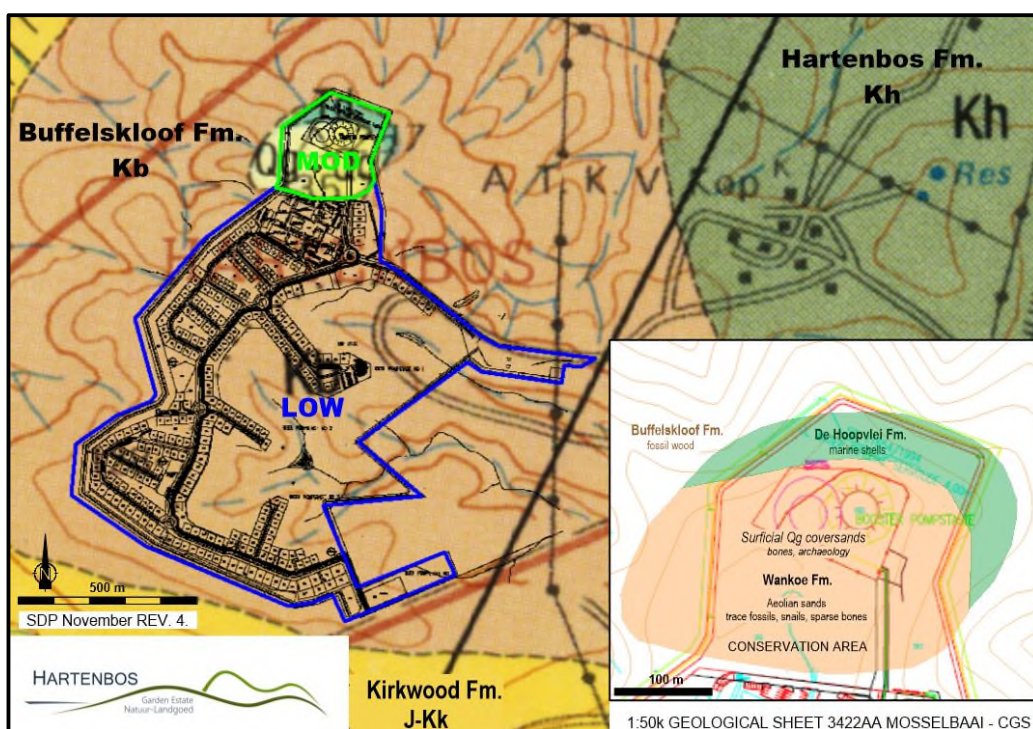 Buffelskloof Fm.
Kb
Hartenbos Fm.
Kh
Kh
Res
MOD
A.T.K.V. Kop
LOW
N
500 m
SDP November REV. 4.
HARTENBOS
Garden Estate
Natuur-Landgoed
Kirkwood Fm.
J-Kk
Buffelskloof Fm.
fossil wood
De Hoopvlei Fm.
marine shells
BOOSTER POMPSTASIE
Surficial Qg coversands
bones, archaeology
Wankoe Fm.
Aeolian sands
trace fossils, snails, sparse bones
CONSERVATION AREA
100 m
1:50k GEOLOGICAL SHEET 3422AA MOSSELBAAI - CGS